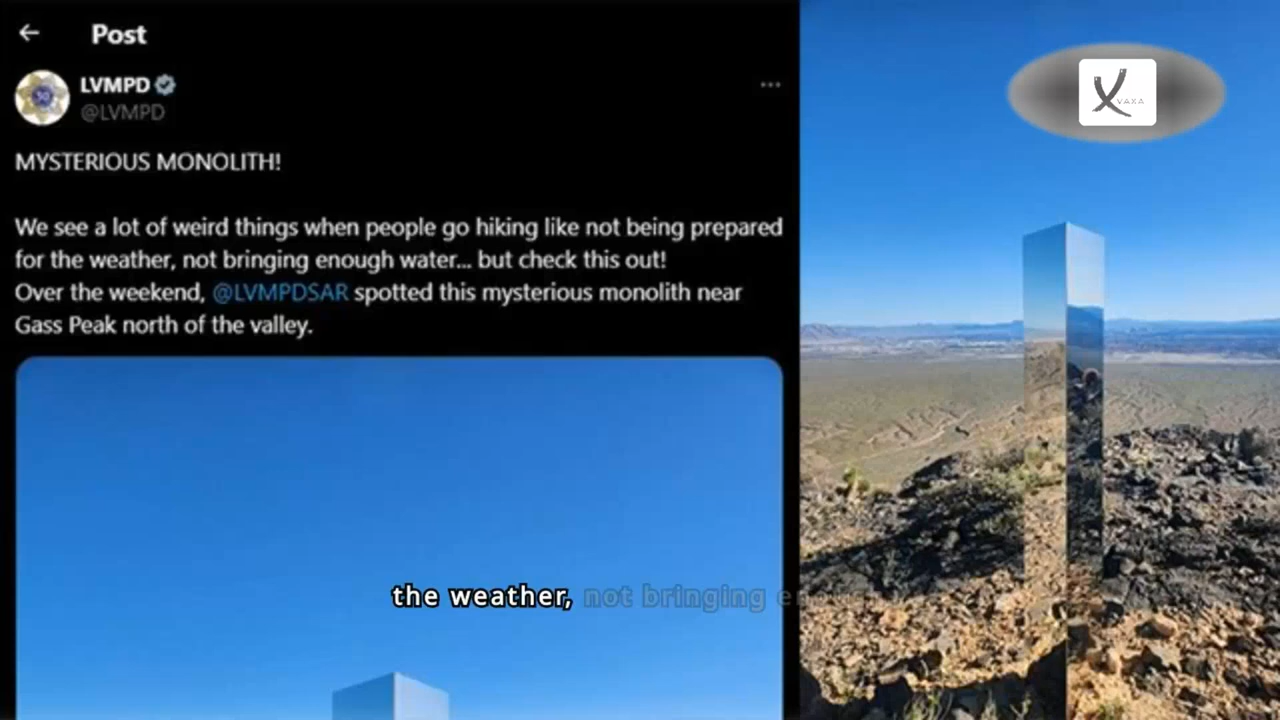 Post
LVMPD
@LVMPD
MYSTERIOUS MONOLITH!
We see a lot of weird things when people go hiking like not being prepared
for the weather, not bringing enough water... but check this out!
Over the weekend, @LVMPDSAR spotted this mysterious monolith near
Gass Peak north of the valley.
VAXA
the weather, not bringing